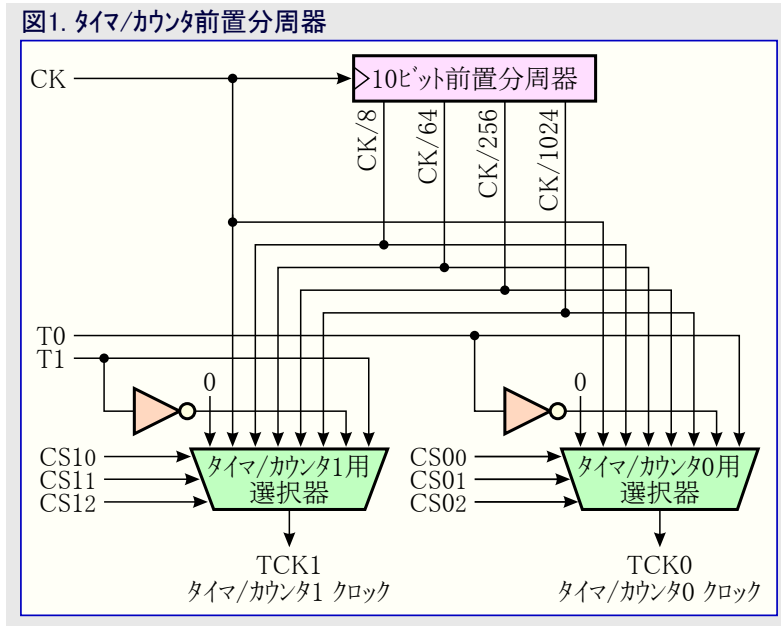 図1. タイマ/カウンタ前置分周器
CK
10ビット前置分周器
CK/8
CK/64
CK/256
CK/1024
T0
T1
0
0
CS10
CS11
CS12
タイマ/カウンタ1用
選択器
CS00
CS01
CS02
タイマ/カウンタ0用
選択器
TCK1
タイマ/カウンタ1 クロック
TCK0
タイマ/カウンタ0 クロック